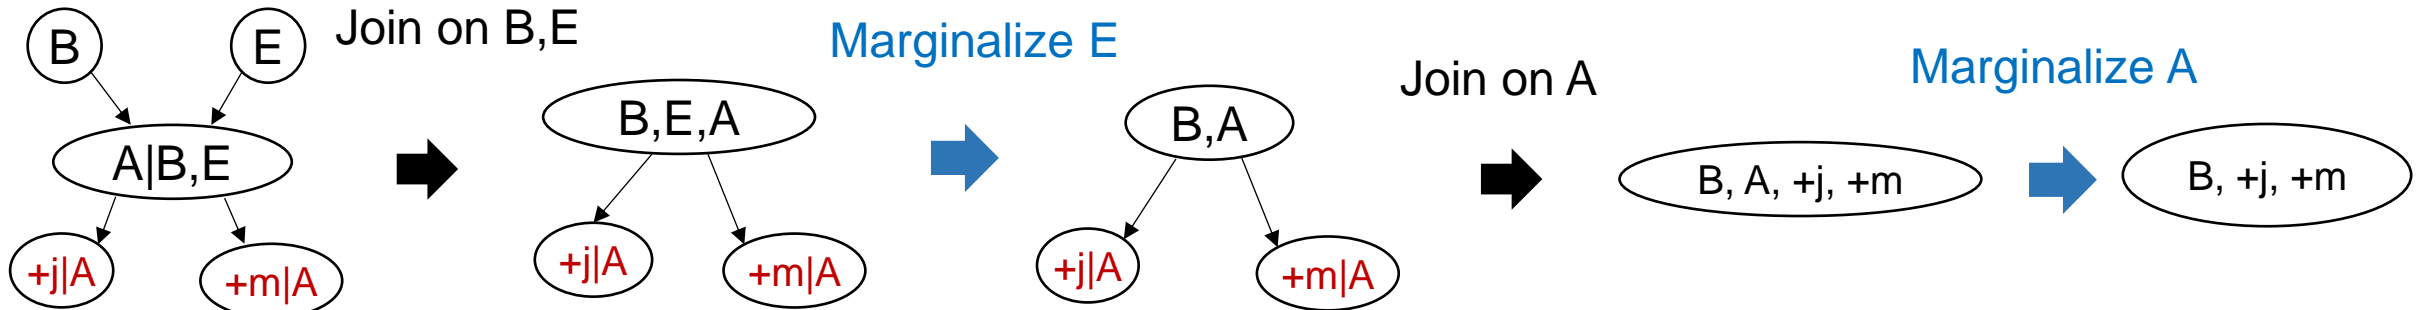 B
E
A|B,E
+j|A
+m|A
Join on B,E
B,E,A
+j|A
+m|A
Marginalize E
B,A
+j|A
+m|A
Join on A
B, A, +j, +m
Marginalize A
B, +j, +m